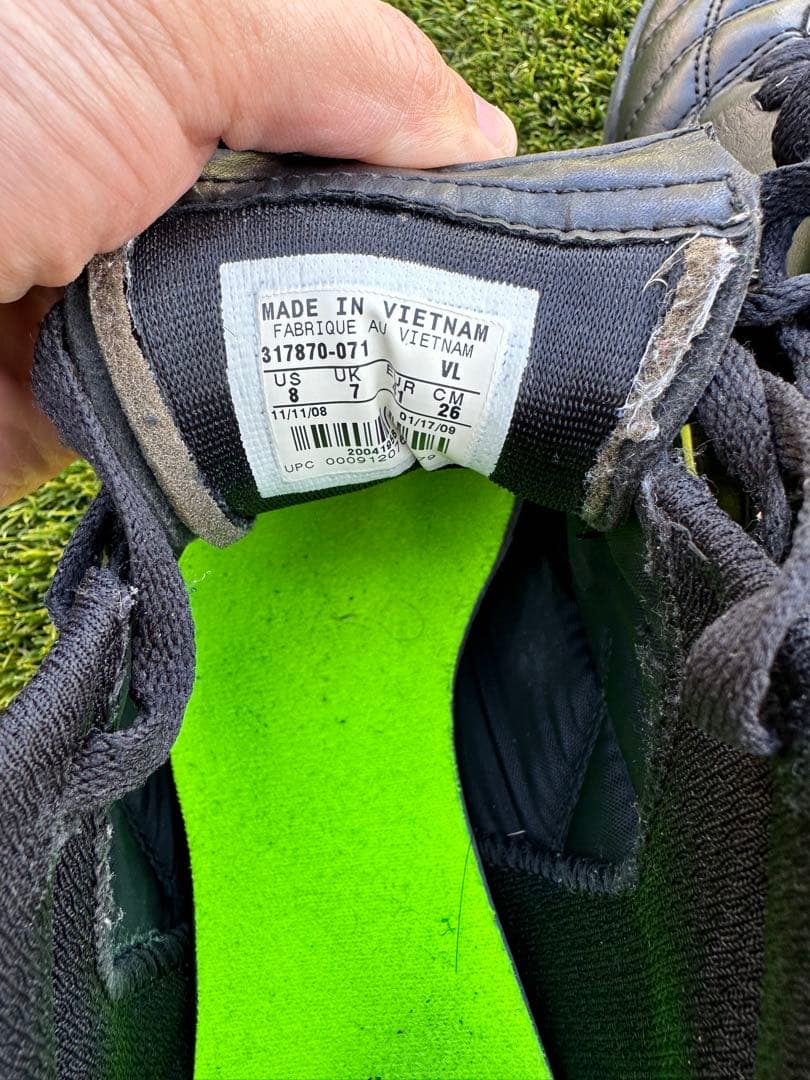 MADE IN VIETNAM
FABRIQUE AU VIETNAM
317870-071 VL
US UK CM
8 7 26
11/11/08 01/17/09
UPC